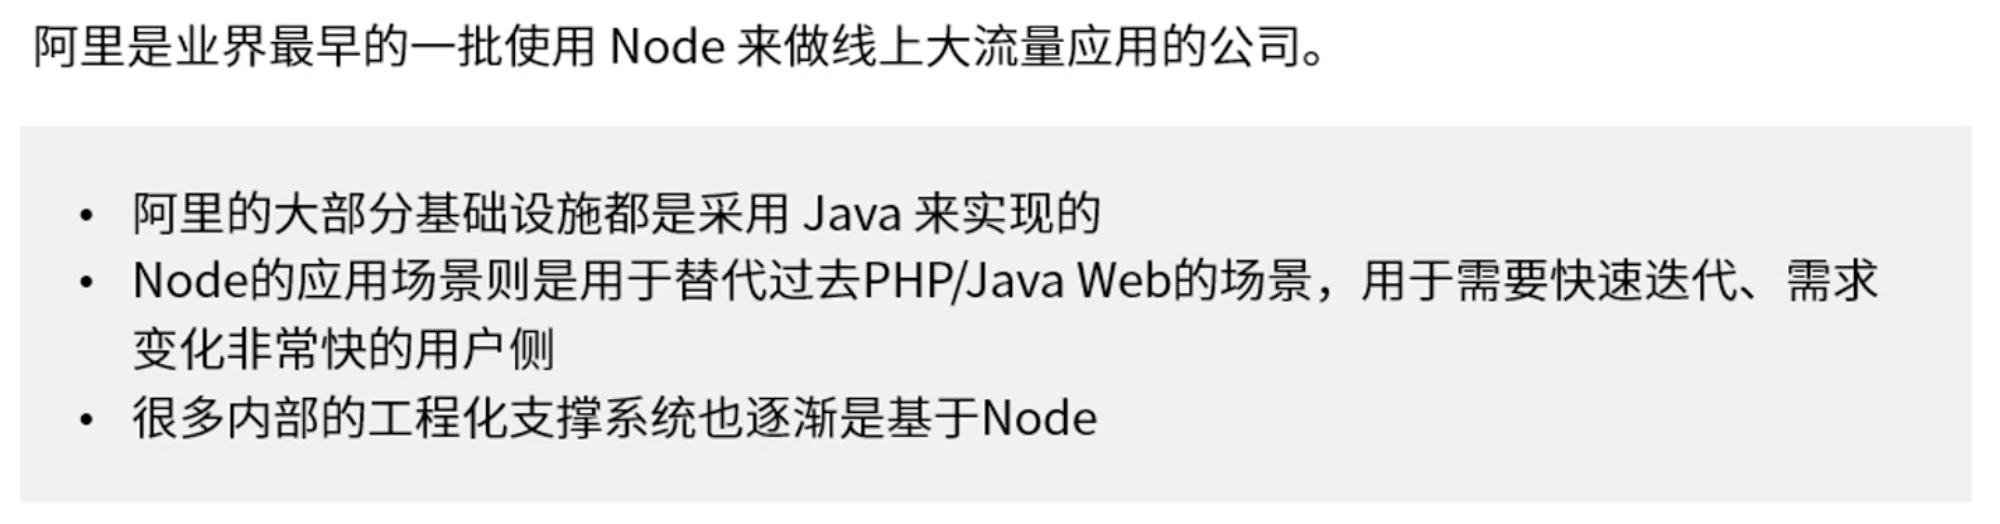 阿里是业界最早的一批使用 Node 来做线上大流量应用的公司。
• 阿里的大部分基础设施都是采用 Java 来实现的
• Node的应用场景则是用于替代过去PHP/Java Web的场景，用于需要快速迭代、需求
变化非常快的用户侧
• 很多内部的工程化支撑系统也逐渐是基于Node